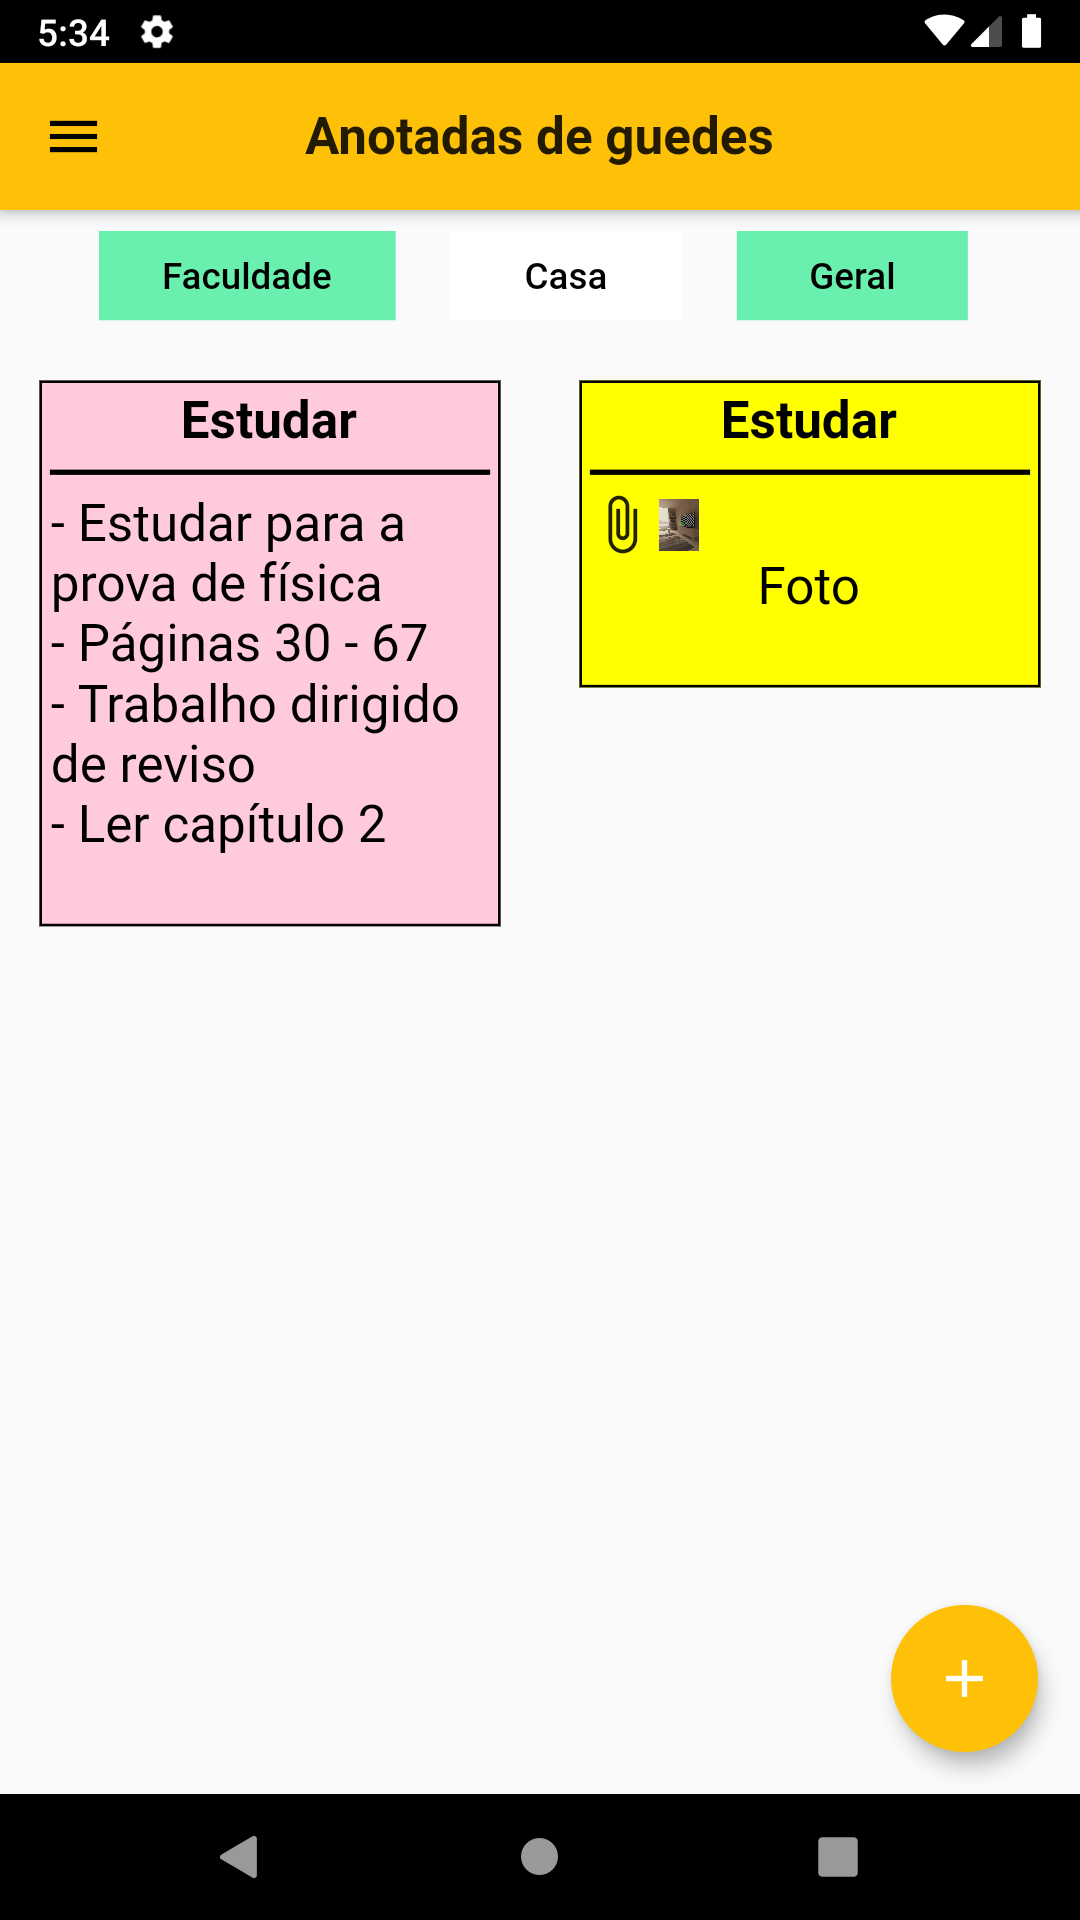 5:34
Anotadas de guedes
Faculdade
Casa
Geral
Estudar
- Estudar para a
prova de física
- Páginas 30 - 67
- Trabalho dirigido
de reviso
- Ler capítulo 2
Estudar
Foto